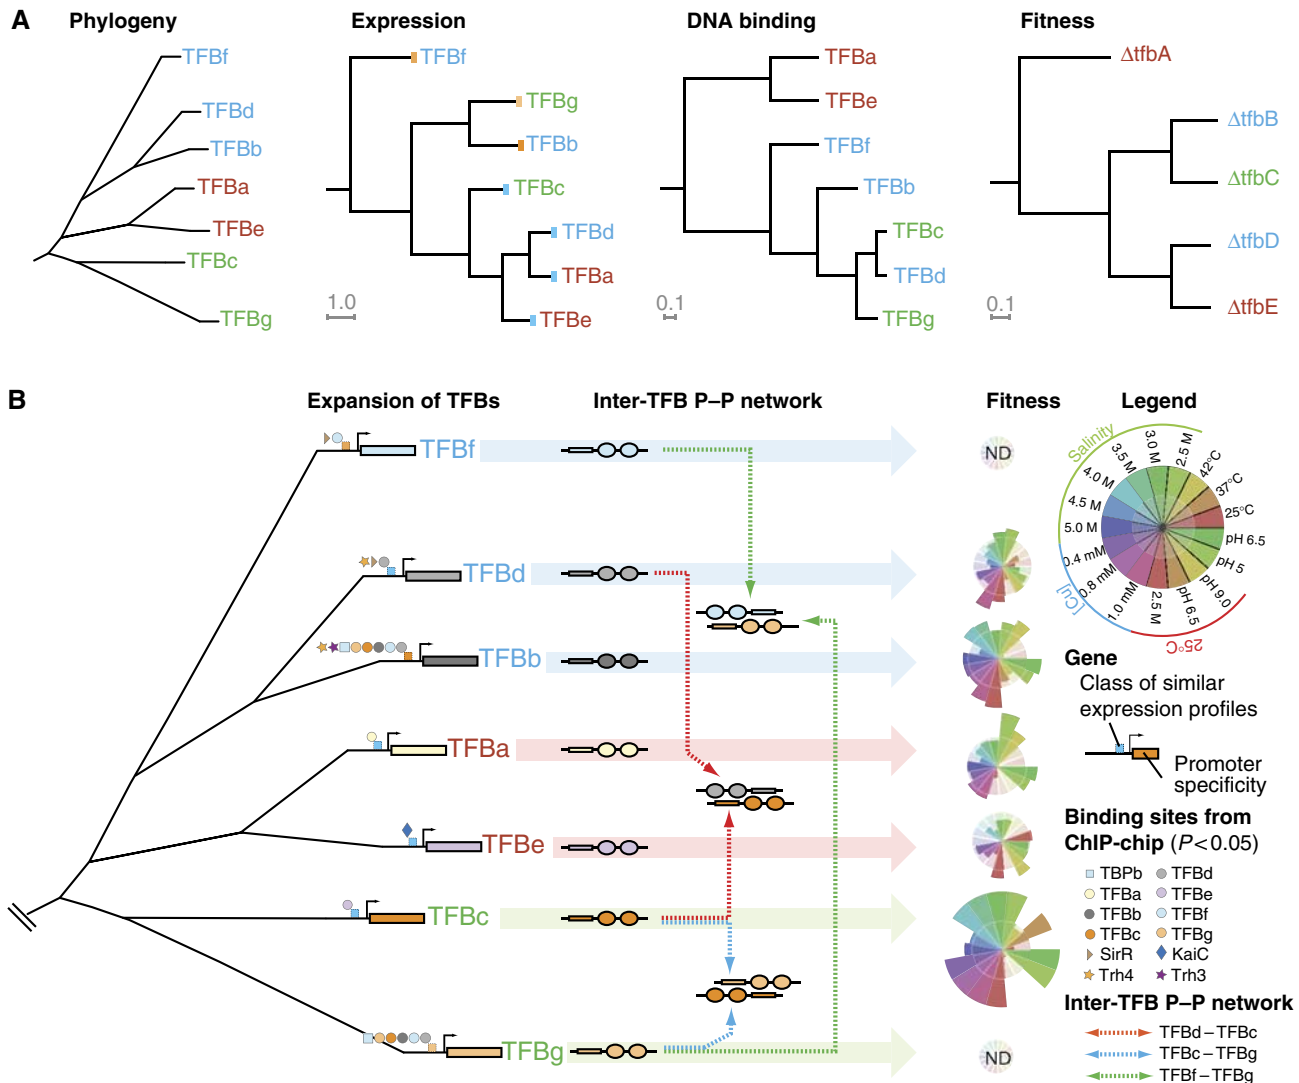 A
Phylogeny
TFBf
TFBd
TFBb
TFBa
TFBe
TFBc
TFBg
Expression
TFBf
TFBg
TFBb
TFBc
TFBd
TFBa
TFBe
1.0
DNA binding
TFBa
TFBe
TFBf
TFBb
TFBc
TFBd
TFBg
0.1
Fitness
ΔtfbA
ΔtfbB
ΔtfbC
ΔtfbD
ΔtfbE
0.1
B
Expansion of TFBs
Inter-TFB P–P network
Fitness
Legend
TFBf
TFBd
TFBb
TFBa
TFBe
TFBc
TFBg
ND
ND
Salinity
2.5 M
3.0 M
3.5 M
4.0 M
4.5 M
5.0 M
[Cu]
0.4 mM
0.8 mM
1.0 mM
25°C
2.5 M
pH 6.5
pH 9.0
pH 5
pH 6.5
25°C
37°C
42°C
Gene
Class of similar
expression profiles
Promoter
specificity
Binding sites from
ChIP-chip (P<0.05)
TBPb
TFBd
TFBa
TFBe
TFBb
TFBf
TFBc
TFBg
SirR
KaiC
Trh4
Trh3
Inter-TFB P–P network
TFBd – TFBc
TFBc – TFBg
TFBf – TFBg